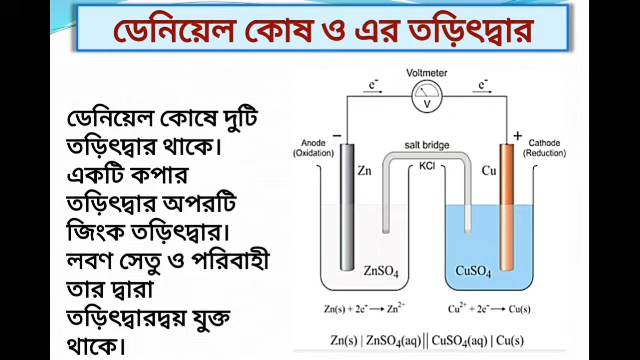 ডেনিয়েল কোষ ও এর তড়িৎদ্বার
ডেনিয়েল কোষে দুটি
তড়িৎদ্বার থাকে।
একটি কপার
তড়িৎদ্বার অপরটি
জিংক তড়িৎদ্বার।
লবণ সেতু ও পরিবাহী
তার দ্বারা
তড়িৎদ্বারদ্বয় যুক্ত
থাকে।
Voltmeter
e⁻
e⁻
V
−
+
Anode
(Oxidation)
salt bridge
Cathode
(Reduction)
Zn
KCl
Cu
ZnSO₄
CuSO₄
Zn(s) + 2e⁻ → Zn²⁺
Cu²⁺ + 2e⁻ → Cu(s)
Zn(s) | ZnSO₄(aq) || CuSO₄(aq) | Cu(s)